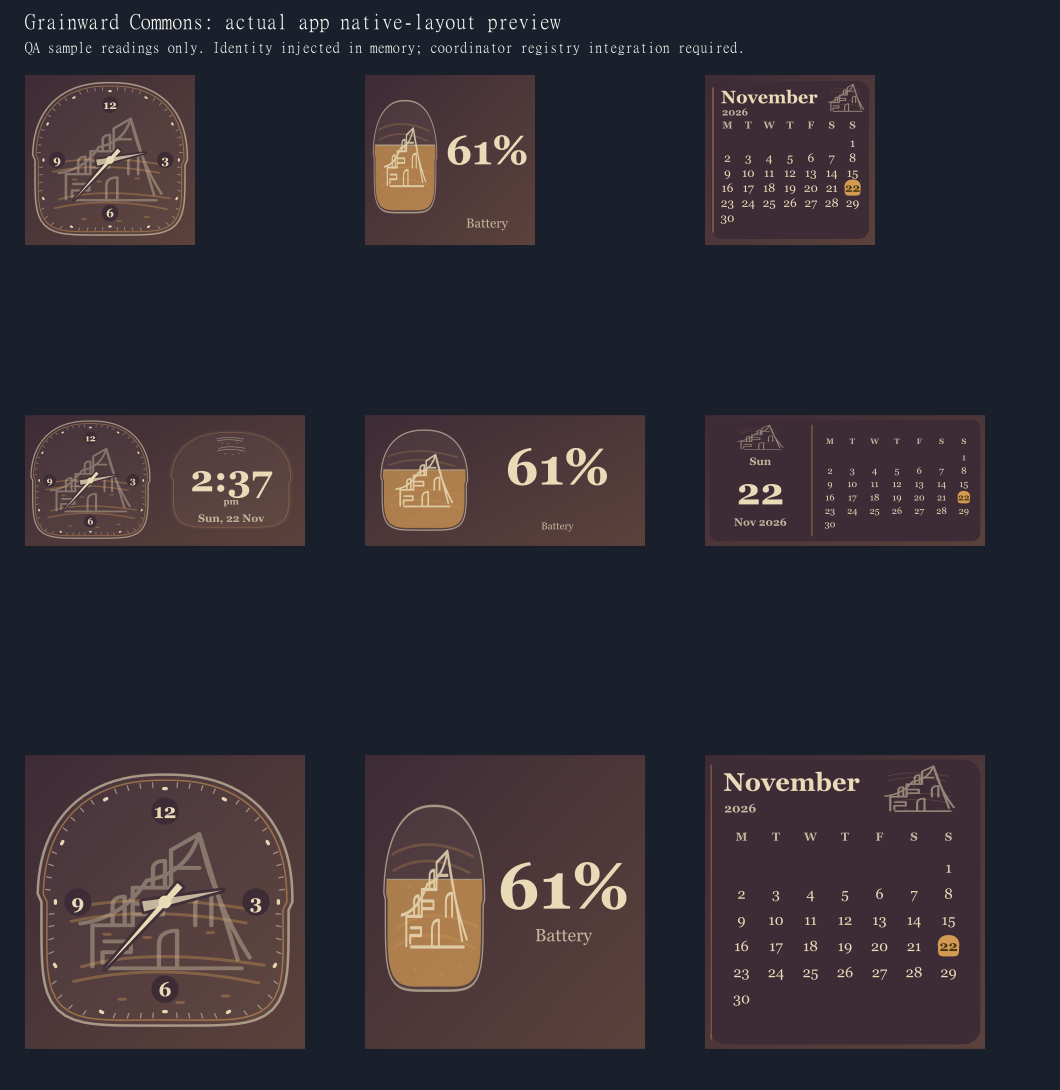 Grainward Commons: actual app native-layout preview
QA sample readings only. Identity injected in memory; coordinator registry integration required.
12
9 3
6
61%
Battery
November
2026
M T W T F S S
1
2 3 4 5 6 7 8
9 10 11 12 13 14 15
16 17 18 19 20 21 22
23 24 25 26 27 28 29
30
12
9 3
6
2:37
pm
Sun, 22 Nov
61%
Battery
Sun
22
Nov 2026
M T W T F S S
1
2 3 4 5 6 7 8
9 10 11 12 13 14 15
16 17 18 19 20 21 22
23 24 25 26 27 28 29
30
12
9 3
6
61%
Battery
November
2026
M T W T F S S
1
2 3 4 5 6 7 8
9 10 11 12 13 14 15
16 17 18 19 20 21 22
23 24 25 26 27 28 29
30